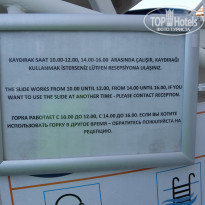 TopHotels
KAYDIRAK SAAT 10.00-12.00, 14.00-16.00 ARASINDA ÇALIŞIR, KAYDIRAĞI
KULLANMAK İSTERSENİZ LÜTFEN RESEPSİYONA ULAŞINIZ.
THE SLIDE WORKS FROM 10.00 UNTIL 12.00, FROM 14.00 UNTIL 16.00. IF YOU
WANT TO USE THE SLIDE AT ANOTHER TIME - PLEASE CONTACT RECEPTION.
ГОРКА РАБОТАЕТ С 10.00 ДО 12.00, С 14.00 ДО 16.00. ЕСЛИ ВЫ ХОТИТЕ
ИСПОЛЬЗОВАТЬ ГОРКУ В ДРУГОЕ ВРЕМЯ - ОБРАТИТЕСЬ ПОЖАЛУЙСТА НА
РЕЦЕПЦИЮ.